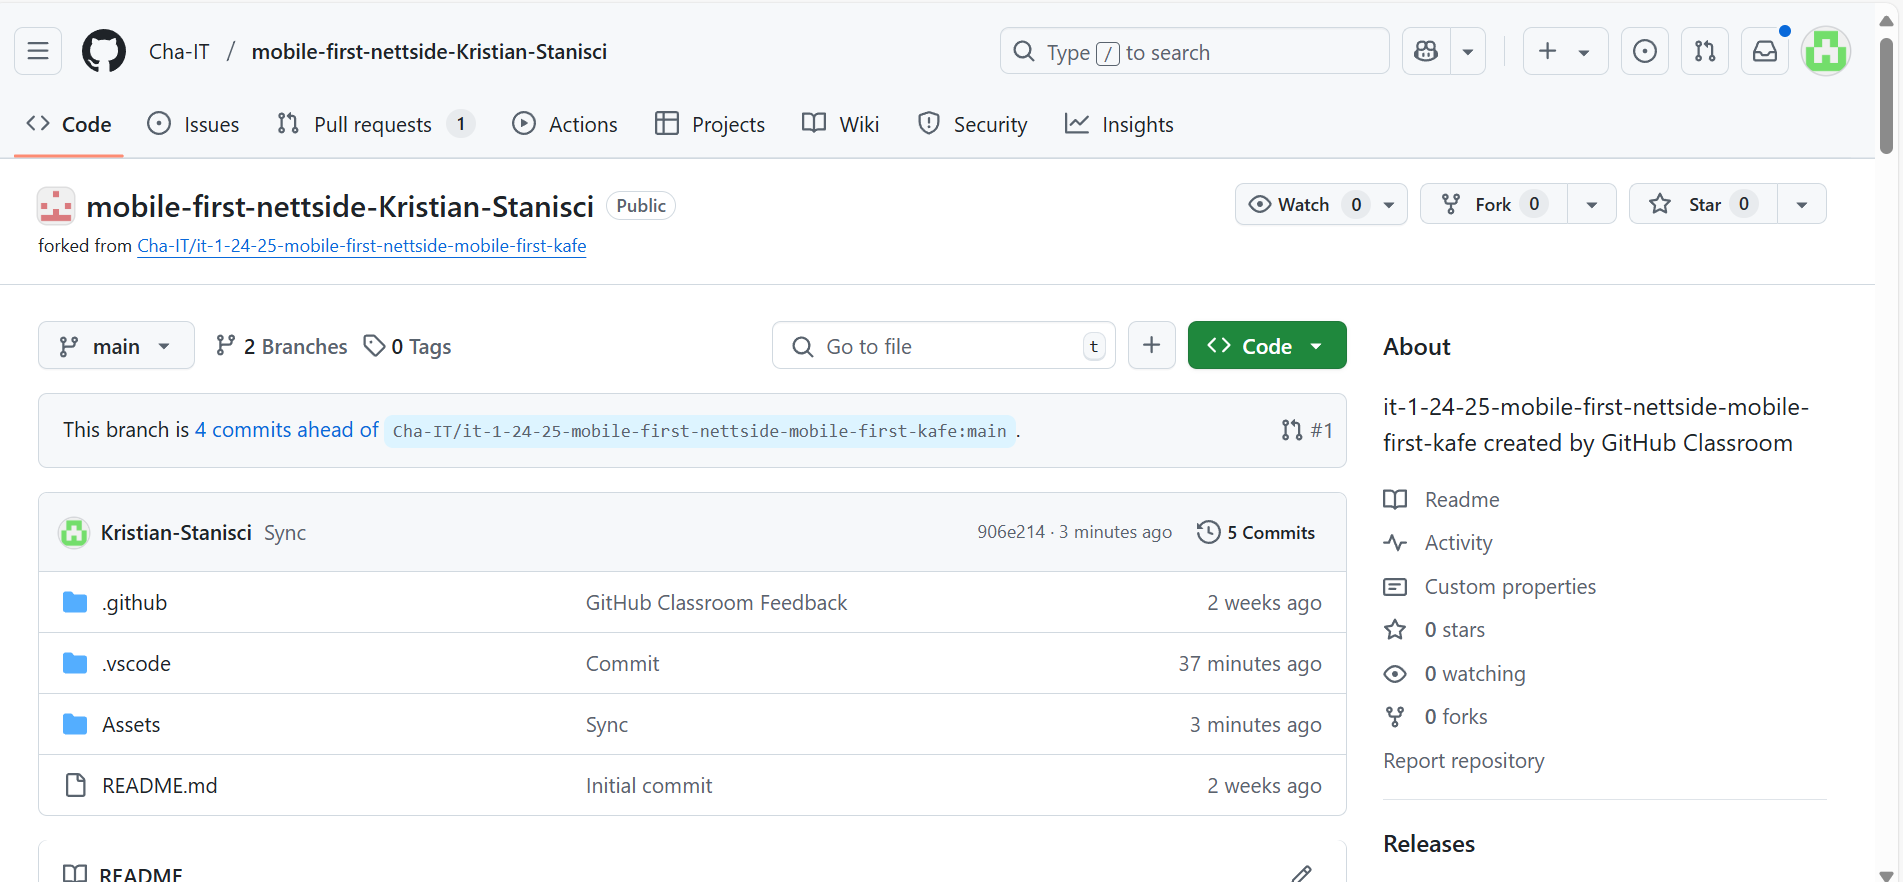 Cha-IT / mobile-first-nettside-Kristian-Stanisci
Type / to search
Code
Issues
Pull requests 1
Actions
Projects
Wiki
Security
Insights
mobile-first-nettside-Kristian-Stanisci Public
forked from Cha-IT/it-1-24-25-mobile-first-nettside-mobile-first-kafe
Watch 0
Fork 0
Star 0
main
2 Branches
0 Tags
Go to file t
Code
This branch is 4 commits ahead of Cha-IT/it-1-24-25-mobile-first-nettside-mobile-first-kafe:main .
#1
Kristian-Stanisci Sync 906e214 · 3 minutes ago 5 Commits
.github GitHub Classroom Feedback 2 weeks ago
.vscode Commit 37 minutes ago
Assets Sync 3 minutes ago
README.md Initial commit 2 weeks ago
README
About
it-1-24-25-mobile-first-nettside-mobile-
first-kafe created by GitHub Classroom
Readme
Activity
Custom properties
0 stars
0 watching
0 forks
Report repository
Releases